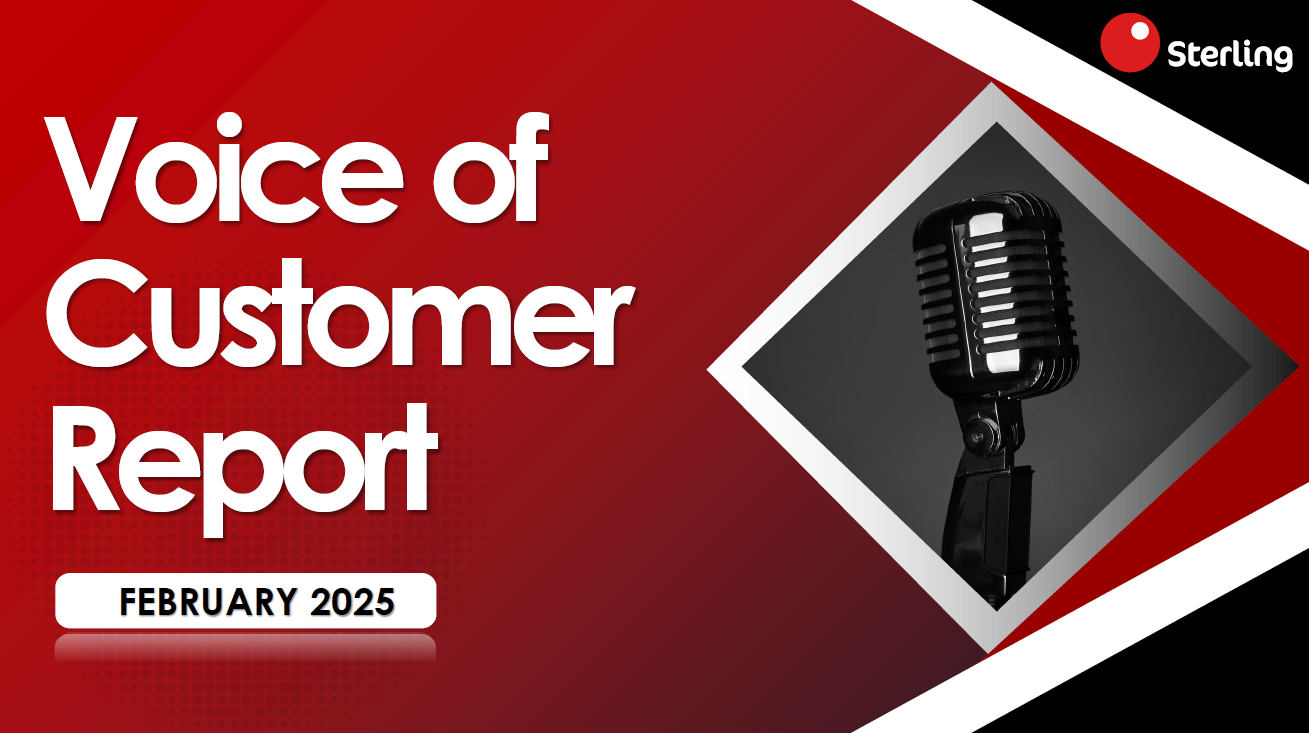 Sterling
Voice of
Customer
Report
FEBRUARY 2025